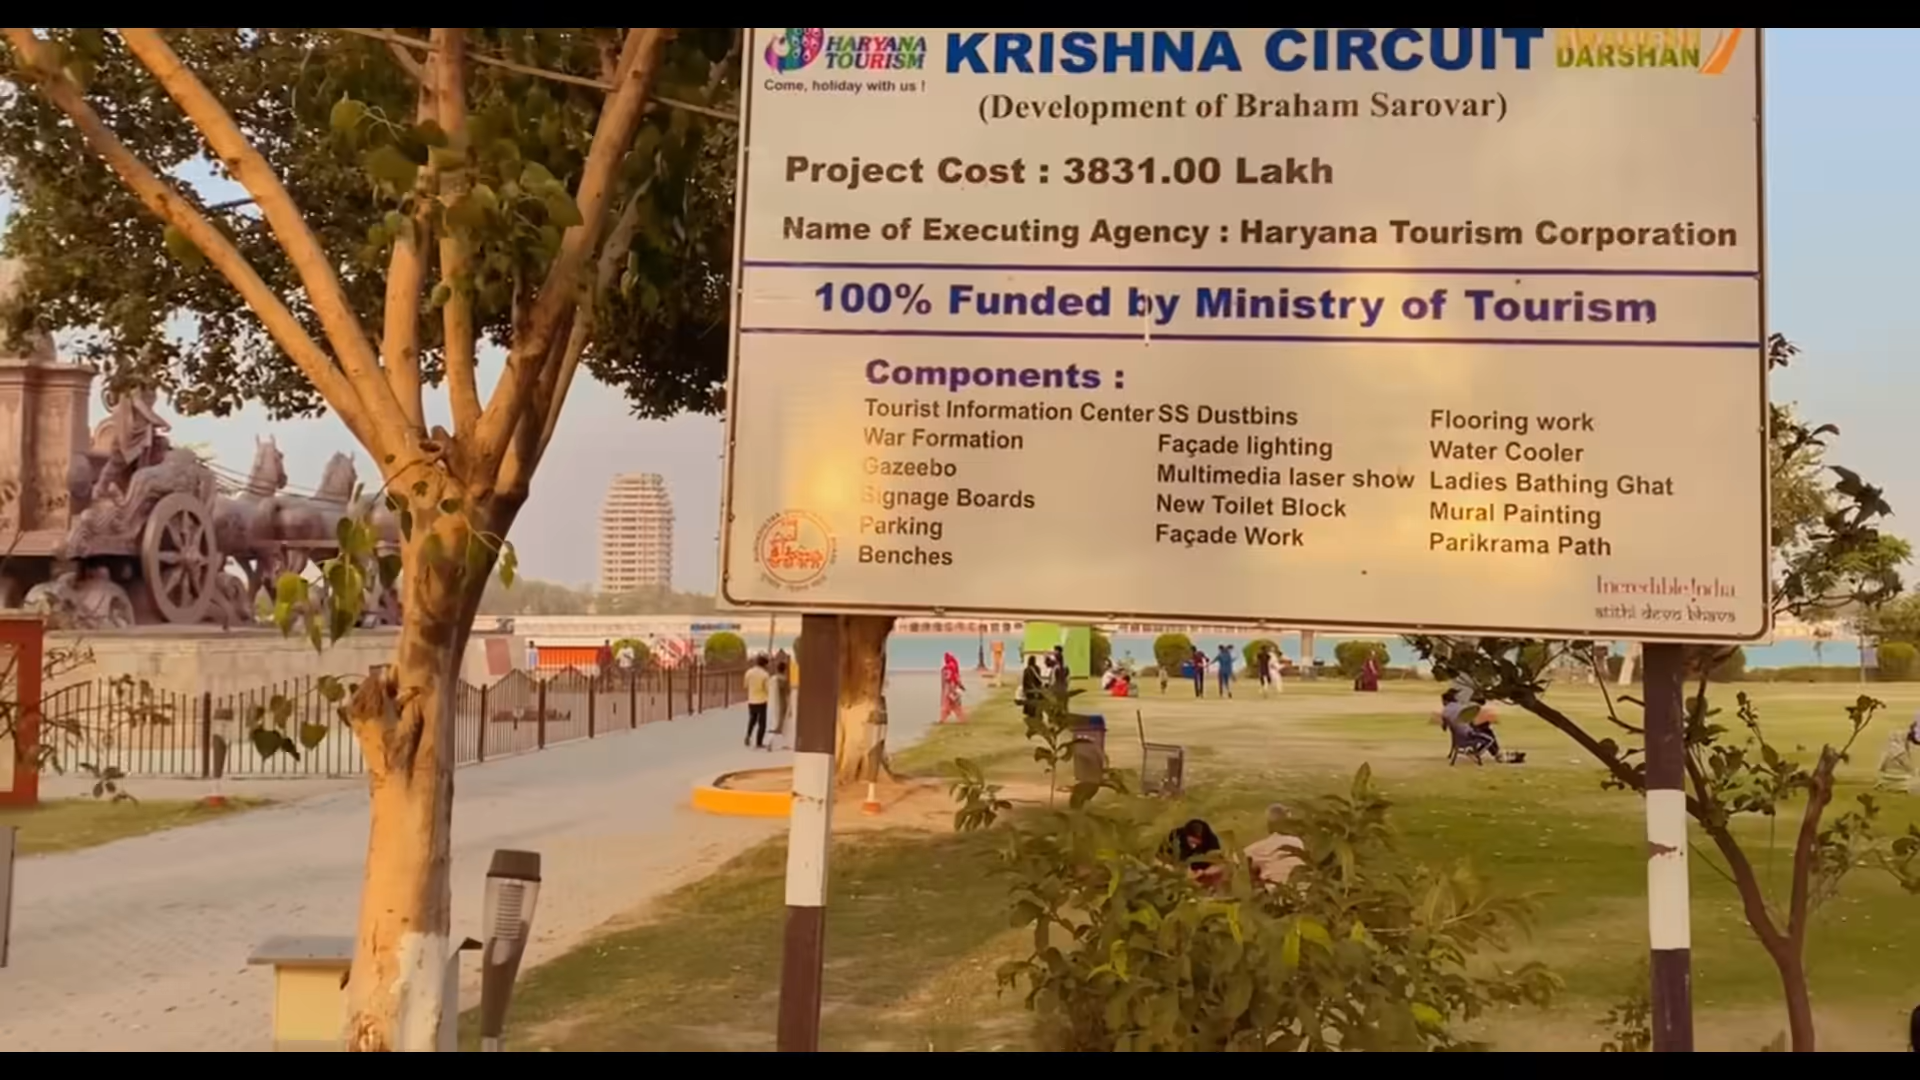 HARYANA
TOURISM
Come, holiday with us !
KRISHNA CIRCUIT
DARSHAN
(Development of Braham Sarovar)
Project Cost : 3831.00 Lakh
Name of Executing Agency : Haryana Tourism Corporation
100% Funded by Ministry of Tourism
Components :
Tourist Information Center
War Formation
Gazeebo
Signage Boards
Parking
Benches
SS Dustbins
Façade lighting
Multimedia laser show
New Toilet Block
Façade Work
Flooring work
Water Cooler
Ladies Bathing Ghat
Mural Painting
Parikrama Path
Incredible!ndia
atithi devo bhava